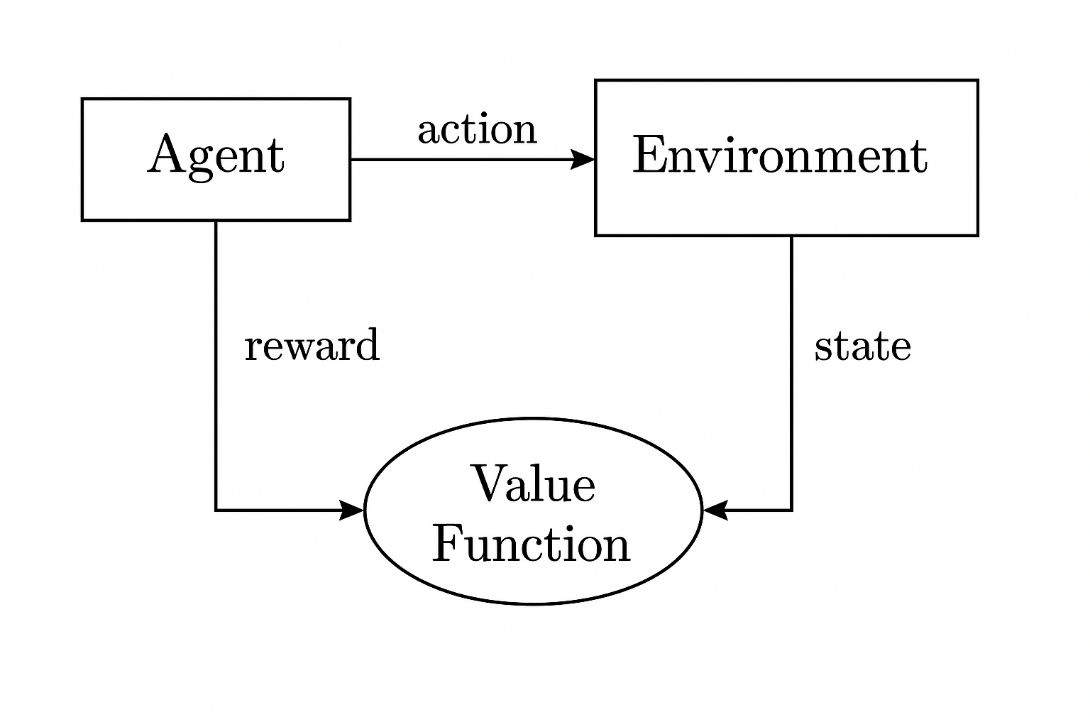 Agent
action
Environment
reward
state
Value
Function